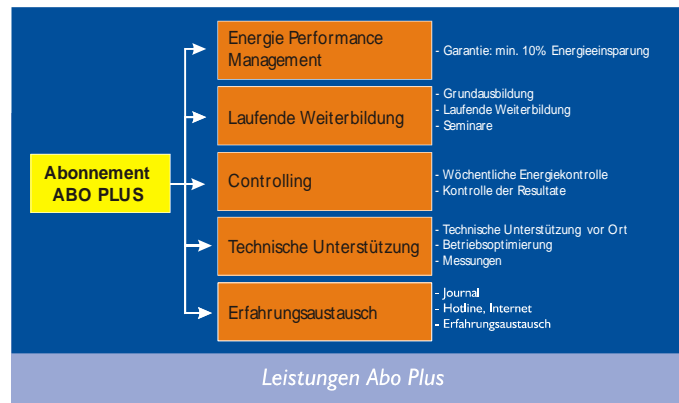 Energie Performance
Management
- Garantie: min. 10% Energieeinsparung
Laufende Weiterbildung
- Grundausbildung
- Laufende Weiterbildung
- Seminare
Abonnement
ABO PLUS
Controlling
- Wöchentliche Energiekontrolle
- Kontrolle der Resultate
Technische Unterstützung
- Technische Unterstützung vor Ort
- Betriebsoptimierung
- Messungen
Erfahrungsaustausch
- Journal
- Hotline, Internet
- Erfahrungsaustausch
Leistungen Abo Plus